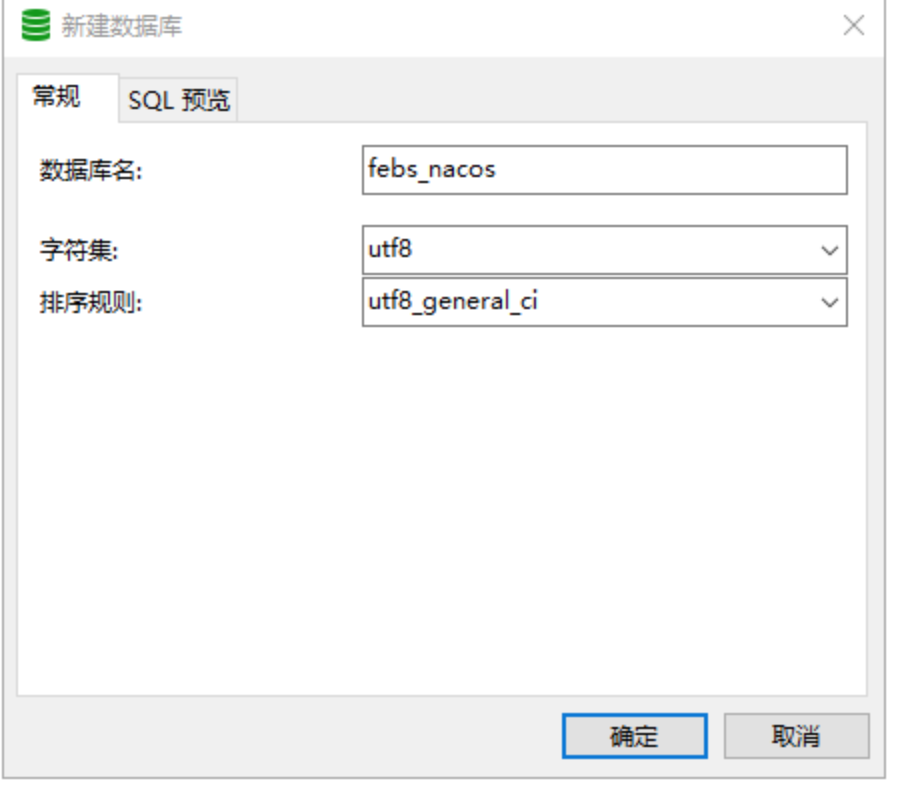 新建数据库
常规
SQL 预览
数据库名:
febs_nacos
字符集:
utf8
排序规则:
utf8_general_ci
确定
取消